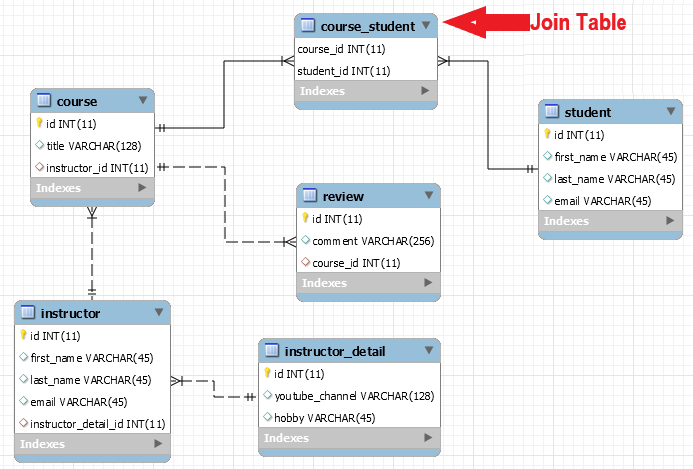 course_student
course_id INT(11)
student_id INT(11)
Indexes
Join Table
course
id INT(11)
title VARCHAR(128)
instructor_id INT(11)
Indexes
student
id INT(11)
first_name VARCHAR(45)
last_name VARCHAR(45)
email VARCHAR(45)
Indexes
review
id INT(11)
comment VARCHAR(256)
course_id INT(11)
Indexes
instructor
id INT(11)
first_name VARCHAR(45)
last_name VARCHAR(45)
email VARCHAR(45)
instructor_detail_id INT(11)
Indexes
instructor_detail
id INT(11)
youtube_channel VARCHAR(128)
hobby VARCHAR(45)
Indexes